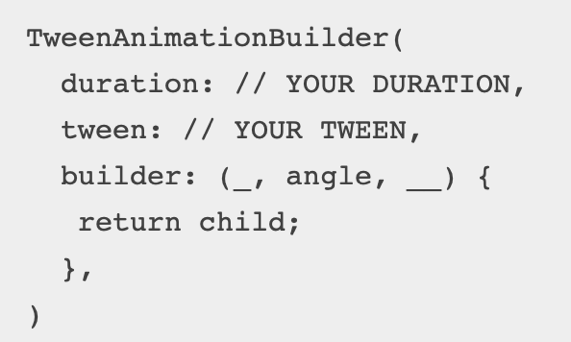 TweenAnimationBuilder(
  duration: // YOUR DURATION,
  tween: // YOUR TWEEN,
  builder: (_, angle, __) {
   return child;
  },
)